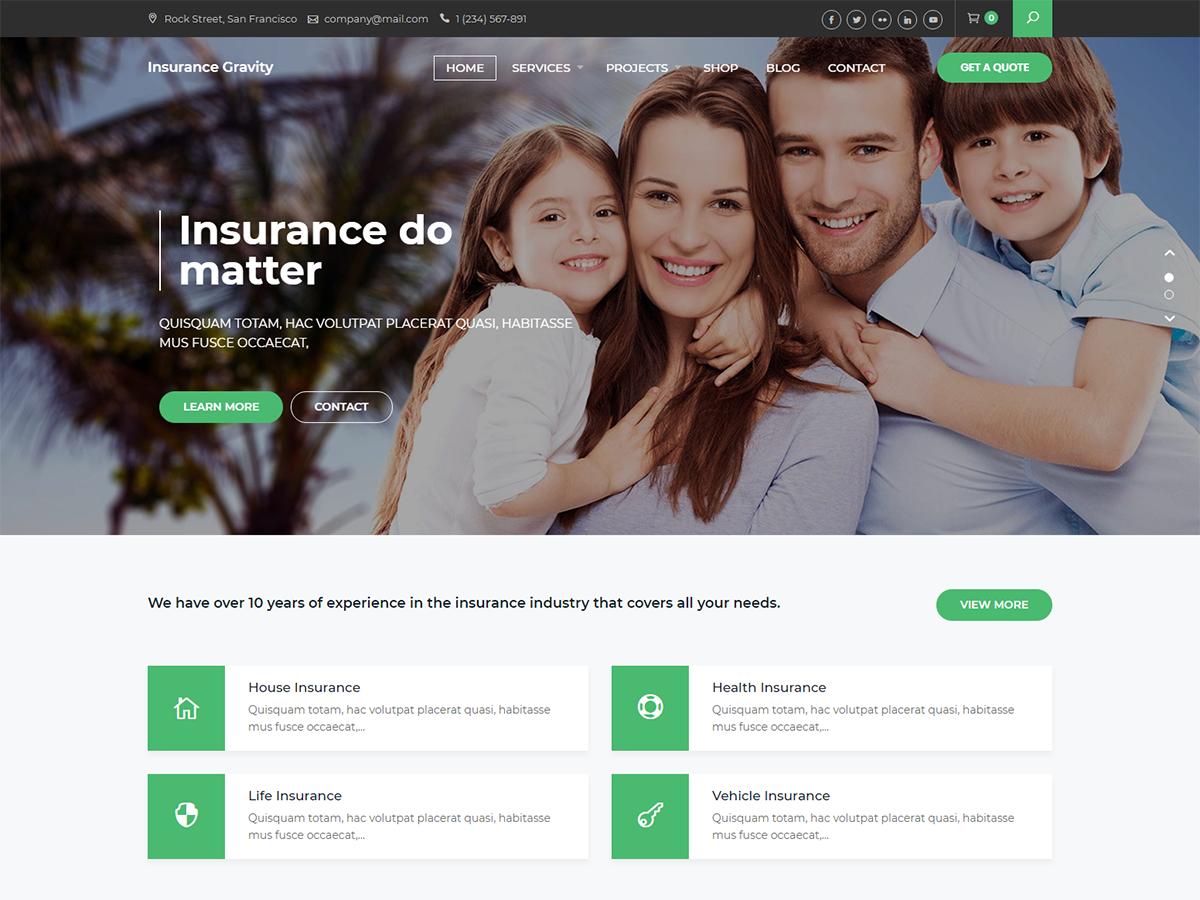 Rock Street, San Francisco company@mail.com 1 (234) 567-891 0
Insurance Gravity HOME SERVICES PROJECTS SHOP BLOG CONTACT GET A QUOTE
Insurance do
matter
QUISQUAM TOTAM, HAC VOLUTPAT PLACERAT QUASI, HABITASSE
MUS FUSCE OCCAECAT,
LEARN MORE CONTACT
We have over 10 years of experience in the insurance industry that covers all your needs. VIEW MORE
House Insurance
Quisquam totam, hac volutpat placerat quasi, habitasse
mus fusce occaecat,...
Health Insurance
Quisquam totam, hac volutpat placerat quasi, habitasse
mus fusce occaecat,...
Life Insurance
Quisquam totam, hac volutpat placerat quasi, habitasse
mus fusce occaecat,...
Vehicle Insurance
Quisquam totam, hac volutpat placerat quasi, habitasse
mus fusce occaecat,...